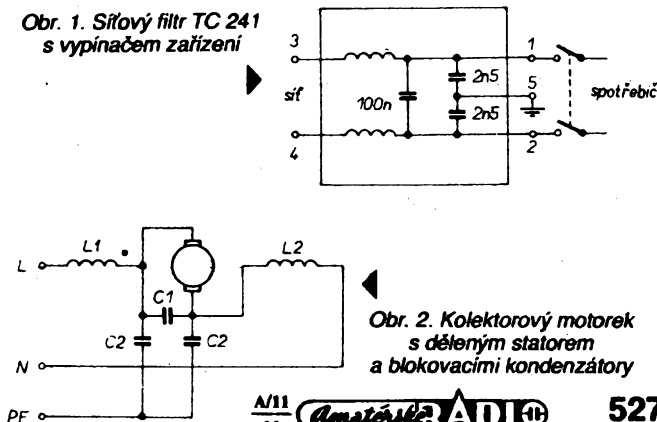 Obr. 1. Síťový filtr TC 241
s vypínačem zařízení
3
1
síť
100n
2n5
5
2n5
spotřebič
4
2
L
L1
L2
C1
C2
C2
N
PE
Obr. 2. Kolektorový motorek
s děleným statorem
a blokovacími kondenzátory
A/11
Amatérské
527